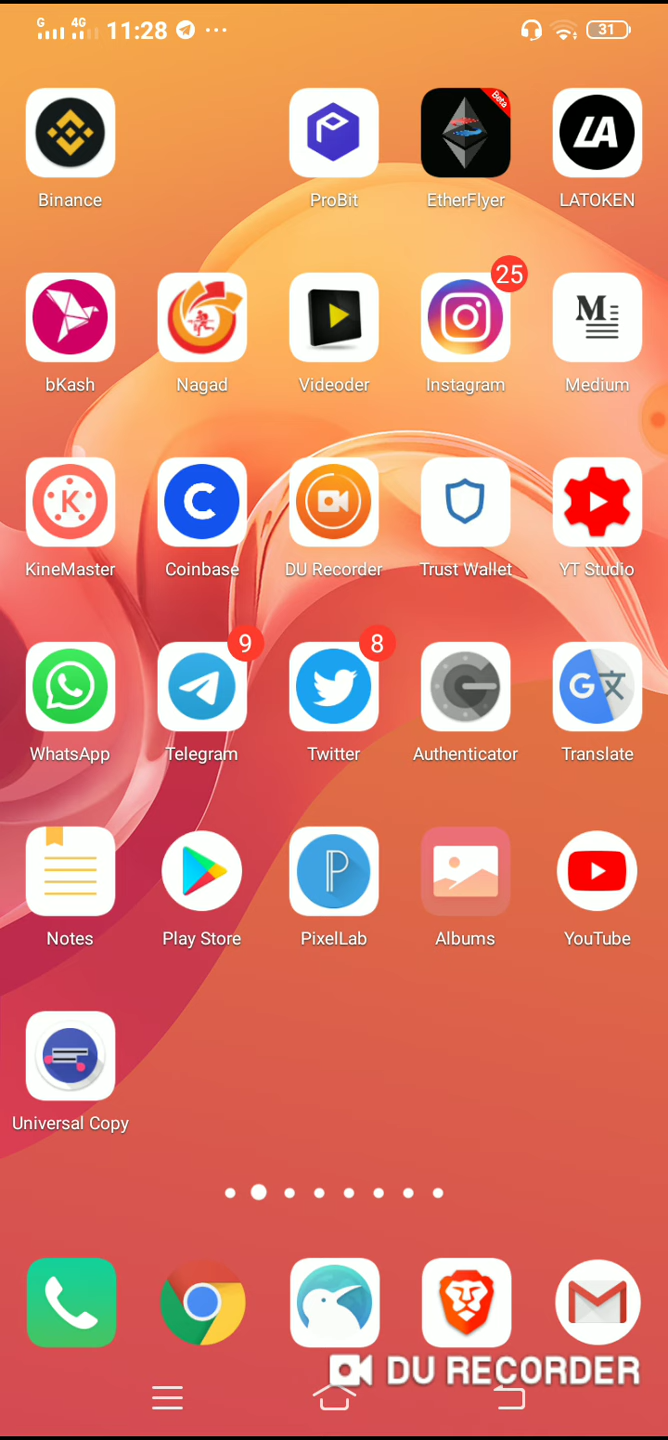 G 4G 11:28 31
Beta
Binance ProBit EtherFlyer LATOKEN
25
bKash Nagad Videoder Instagram Medium
KineMaster Coinbase DU Recorder Trust Wallet YT Studio
9 8
WhatsApp Telegram Twitter Authenticator Translate
Notes Play Store PixelLab Albums YouTube
Universal Copy
DU RECORDER